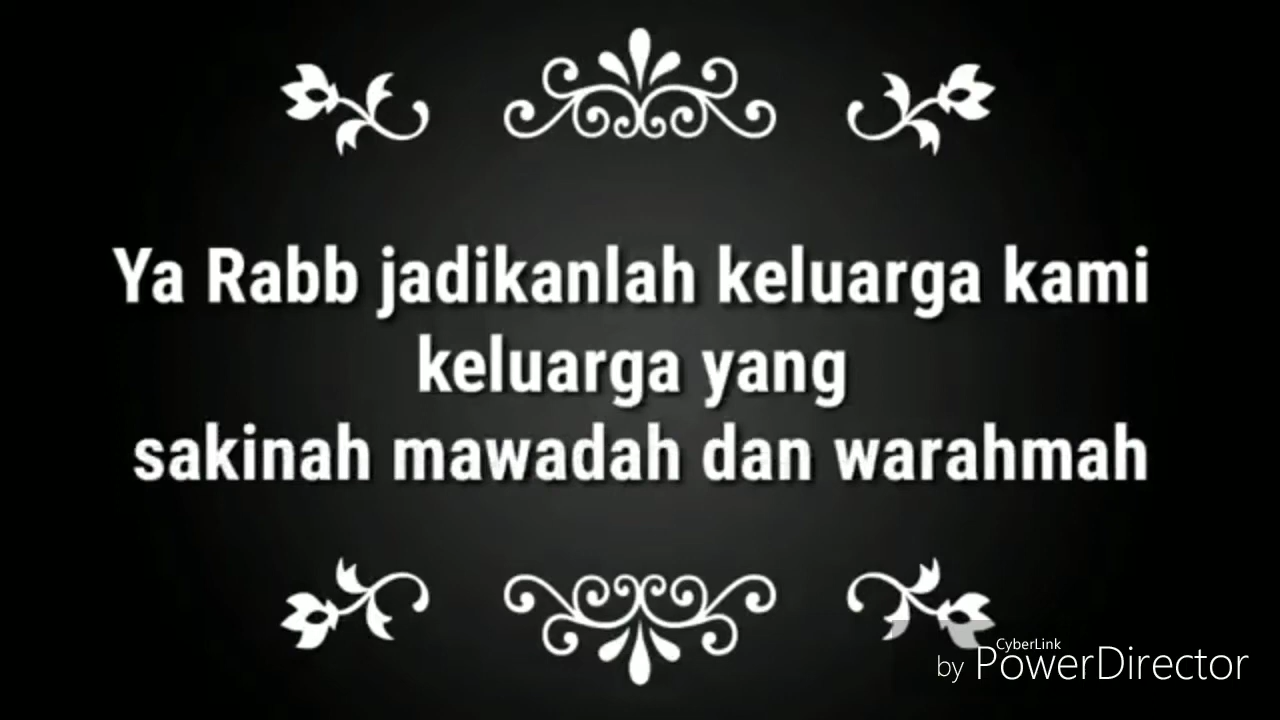 Ya Rabb jadikanlah keluarga kami
keluarga yang
sakinah mawadah dan warahmah
CyberLink
by PowerDirector